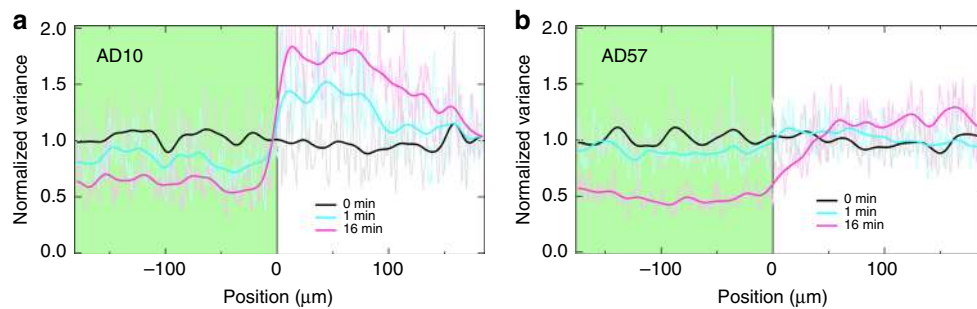 a
AD10
Normalized variance
2.0
1.5
1.0
0.5
0.0
0 min
1 min
16 min
−100
0
100
Position (μm)
b
AD57
Normalized variance
2.0
1.5
1.0
0.5
0.0
0 min
1 min
16 min
−100
0
100
Position (μm)